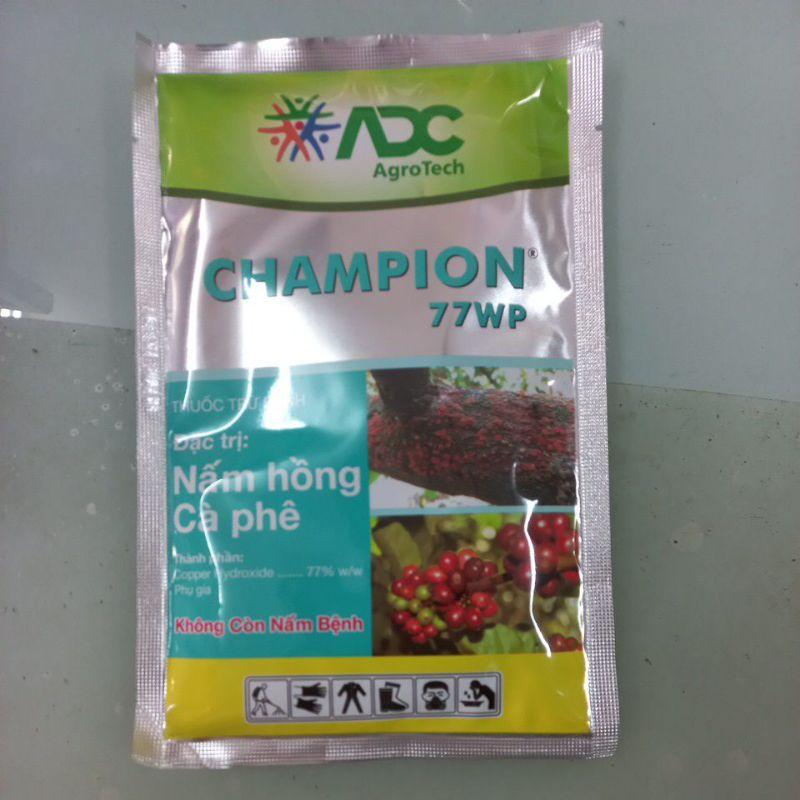 ADC
AgroTech
CHAMPION®
77WP
THUỐC TRỪ BỆNH
Đặc trị:
Nấm hồng
Cà phê
Thành phần:
Copper Hydroxide ........ 77% w/w
Phụ gia
Không Còn Nấm Bệnh